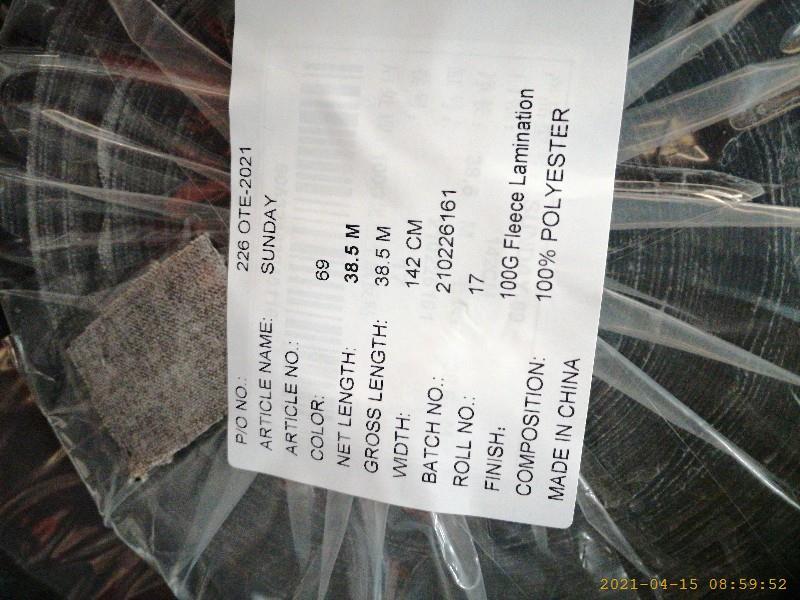 P/O NO.: 226 OTE-2021
ARTICLE NAME: SUNDAY
ARTICLE NO.:
COLOR: 69
NET LENGTH: 38.5 M
GROSS LENGTH: 38.5 M
WIDTH: 142 CM
BATCH NO.: 210226161
ROLL NO.: 17
FINISH: 100G Fleece Lamination
COMPOSITION: 100% POLYESTER
MADE IN CHINA
2021-04-15 08:59:52